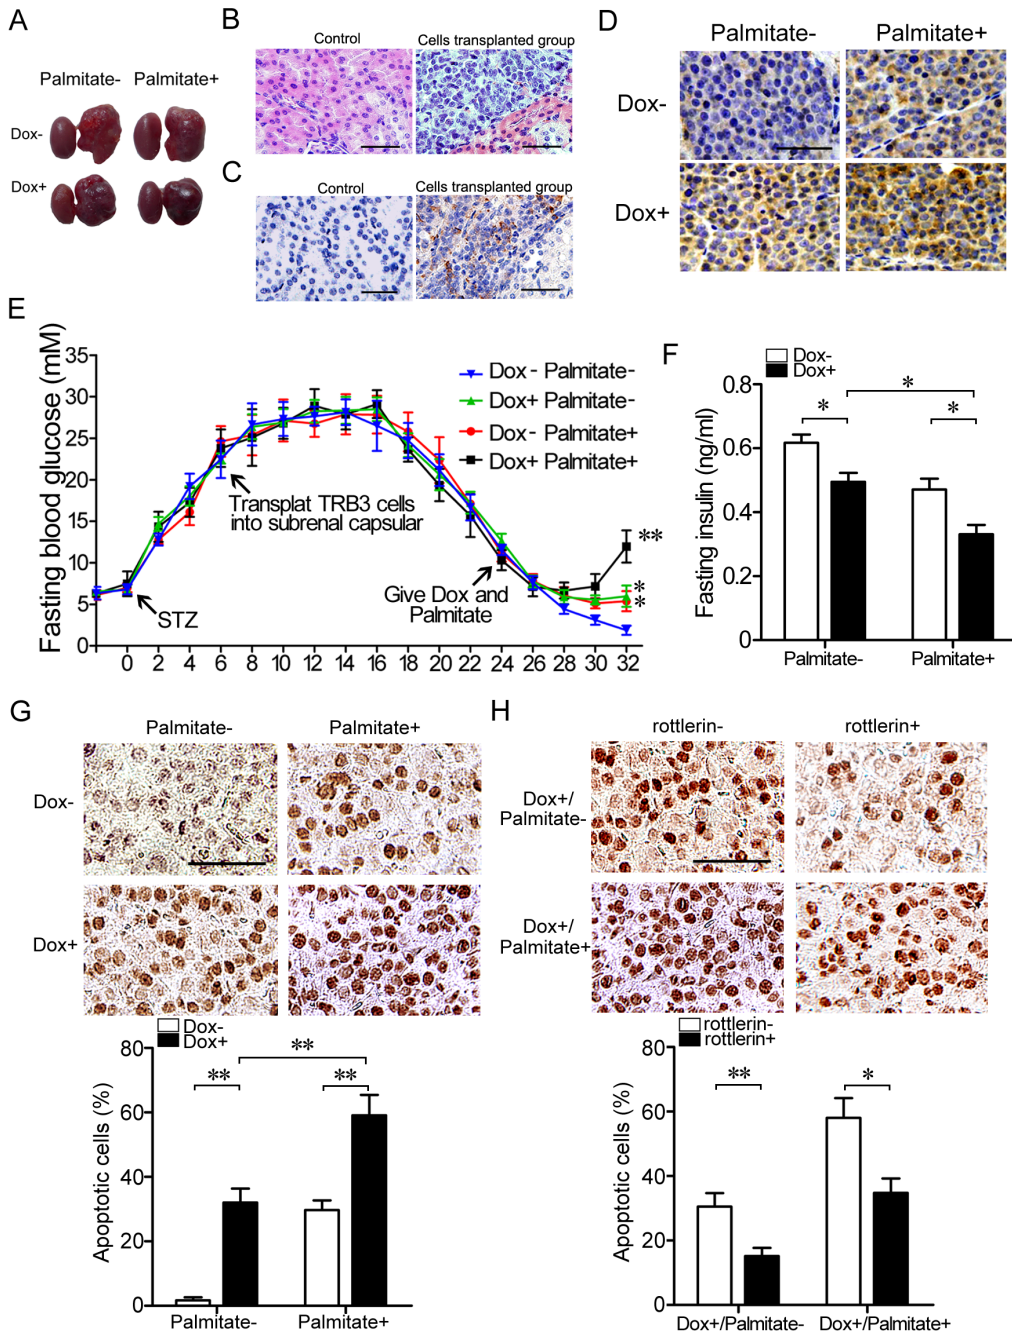 A
Palmitate- Palmitate+
Dox-
Dox+
B
Control Cells transplanted group
C
Control Cells transplanted group
D
Palmitate- Palmitate+
Dox-
Dox+
E
Fasting blood glucose (mM)
35
30
25
20
15
10
5
0
0 2 4 6 8 10 12 14 16 18 20 22 24 26 28 30 32
Dox- Palmitate-
Dox+ Palmitate-
Dox- Palmitate+
Dox+ Palmitate+
Transplat TRB3 cells
into subrenal capsular
STZ
Give Dox and
Palmitate
**
*
*
F
Dox-
Dox+
Fasting insulin (ng/ml)
0.8
0.6
0.4
0.2
0
* * *
Palmitate- Palmitate+
G
Palmitate- Palmitate+
Dox-
Dox+
Dox-
Dox+
Apoptotic cells (%)
80
60
40
20
0
** ** **
Palmitate- Palmitate+
H
rottlerin- rottlerin+
Dox+/
Palmitate-
Dox+/
Palmitate+
rottlerin-
rottlerin+
Apoptotic cells (%)
80
60
40
20
0
** *
Dox+/Palmitate- Dox+/Palmitate+